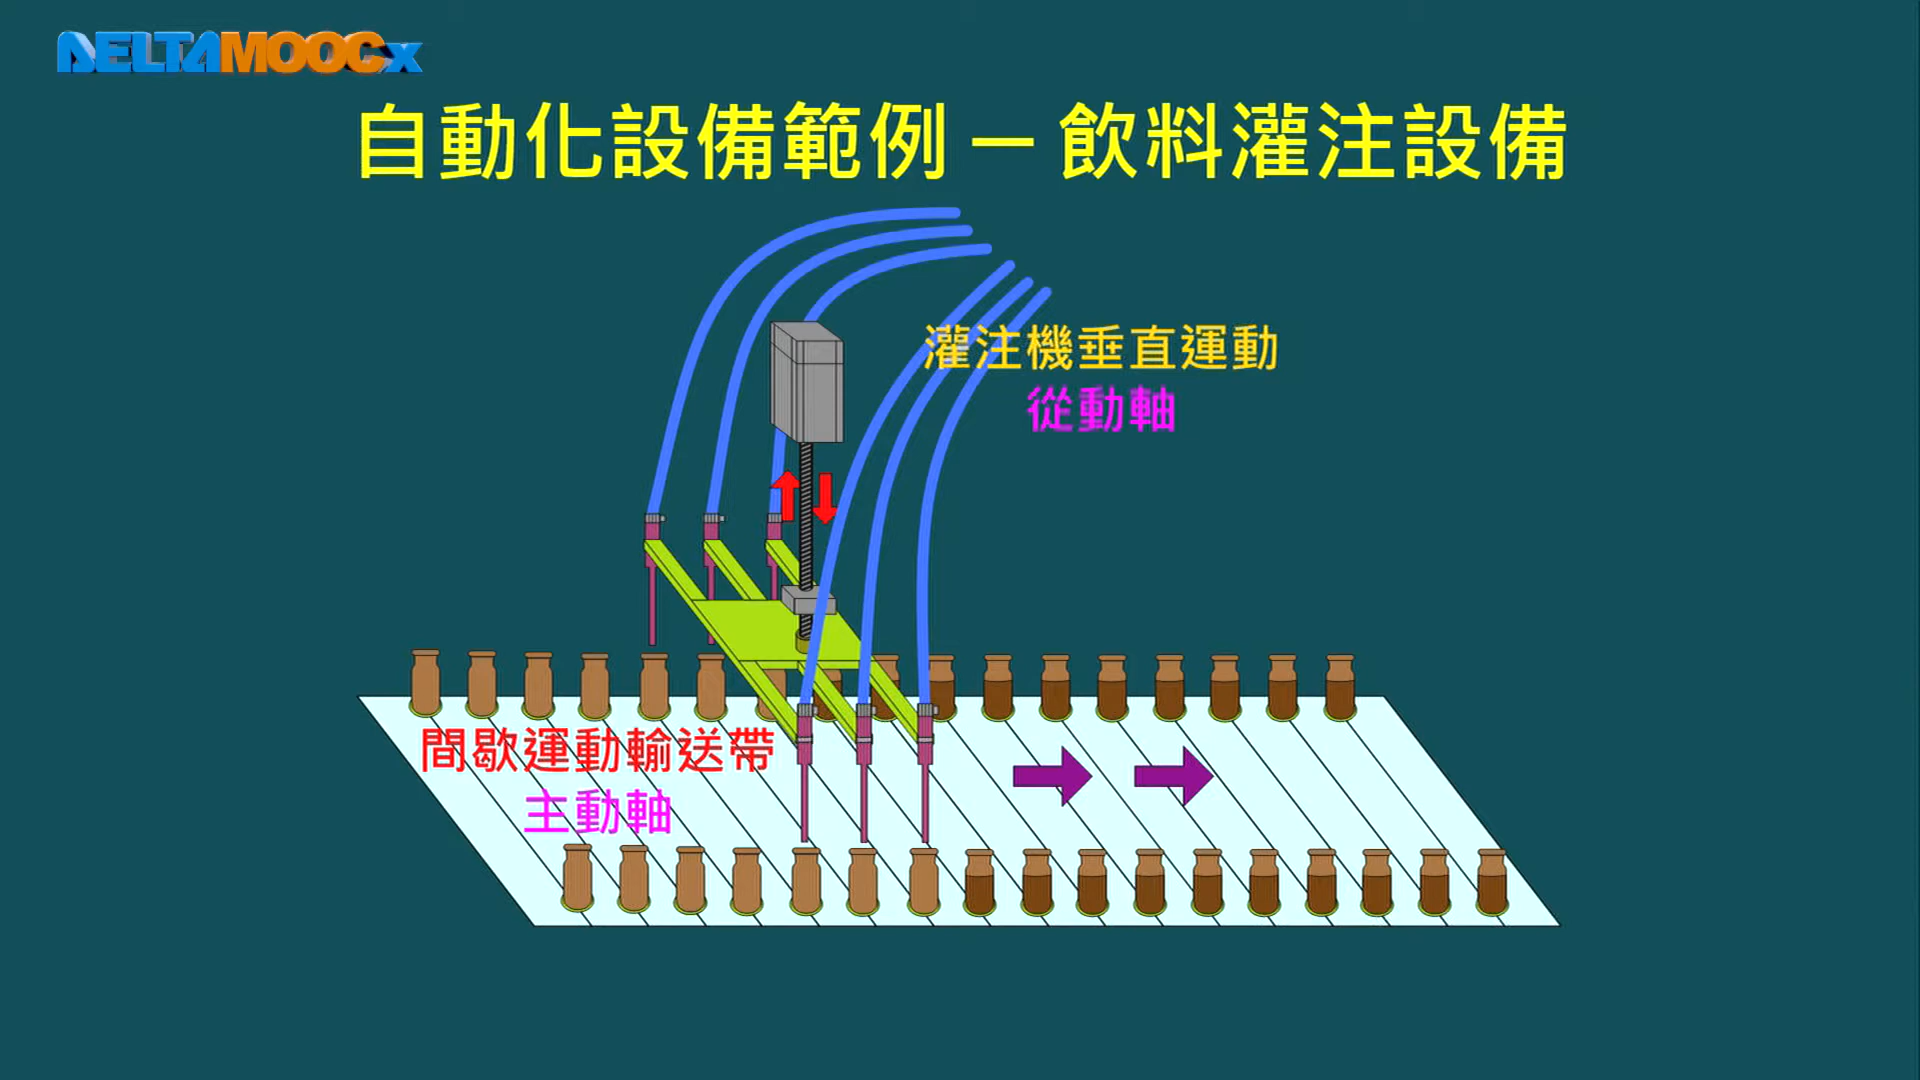 DELTAMOOCx
自動化設備範例 － 飲料灌注設備
灌注機垂直運動
從動軸
間歇運動輸送帶
主動軸